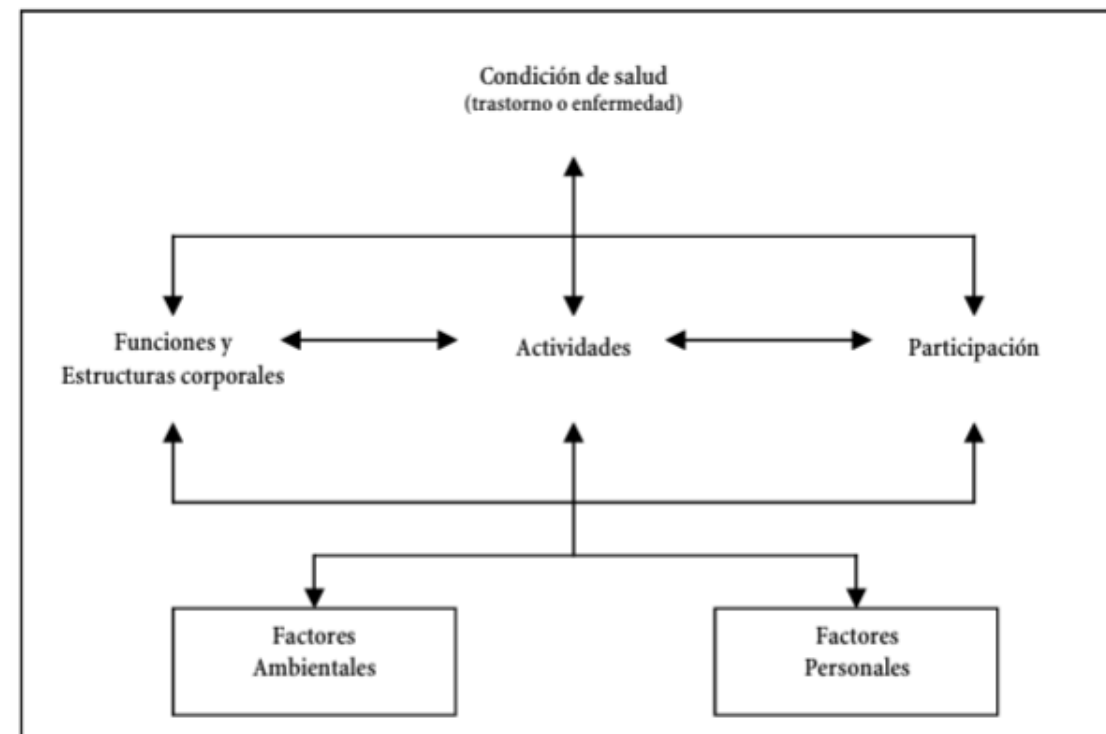 Condición de salud
(trastorno o enfermedad)
Funciones y
Estructuras corporales
Actividades
Participación
Factores
Ambientales
Factores
Personales